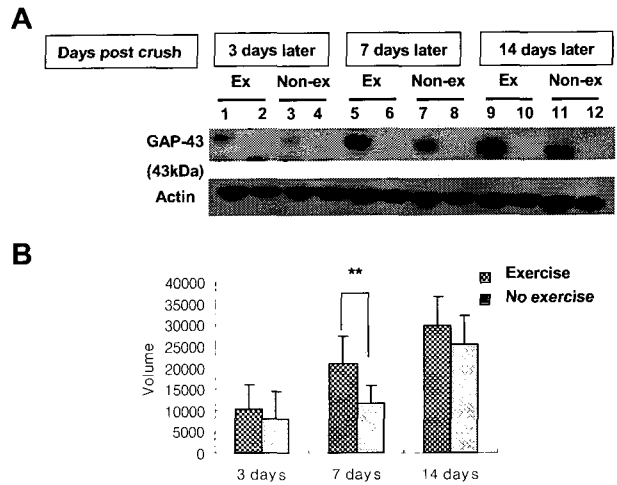 A
Days post crush 3 days later 7 days later 14 days later
Ex Non-ex Ex Non-ex Ex Non-ex
1 2 3 4 5 6 7 8 9 10 11 12
GAP-43
(43kDa)
Actin
B
**
Exercise
No exercise
Volume
40000
35000
30000
25000
20000
15000
10000
5000
0
3 days 7 days 14 days